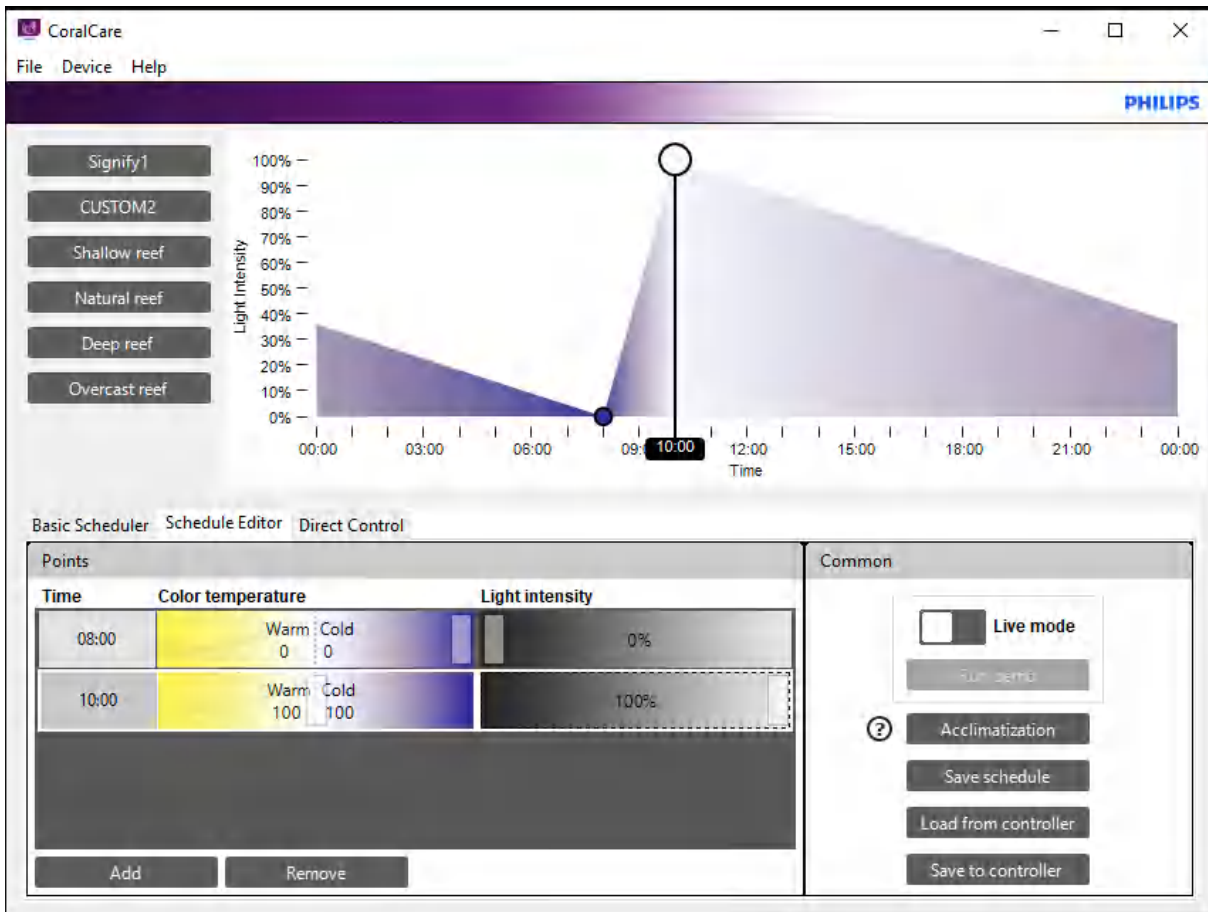 CoralCare
File Device Help
PHILIPS
Signify1
CUSTOM2
Shallow reef
Natural reef
Deep reef
Overcast reef
Light Intensity
100%
90%
80%
70%
60%
50%
40%
30%
20%
10%
0%
00:00 03:00 06:00 10:00 12:00 15:00 18:00 21:00 00:00
Time
Basic Scheduler Schedule Editor Direct Control
Points
Time Color temperature Light intensity
08:00 Warm Cold 0%
0 0
10:00 Warm Cold 100%
100 100
Add Remove
Common
Live mode
?
Acclimatization
Save schedule
Load from controller
Save to controller